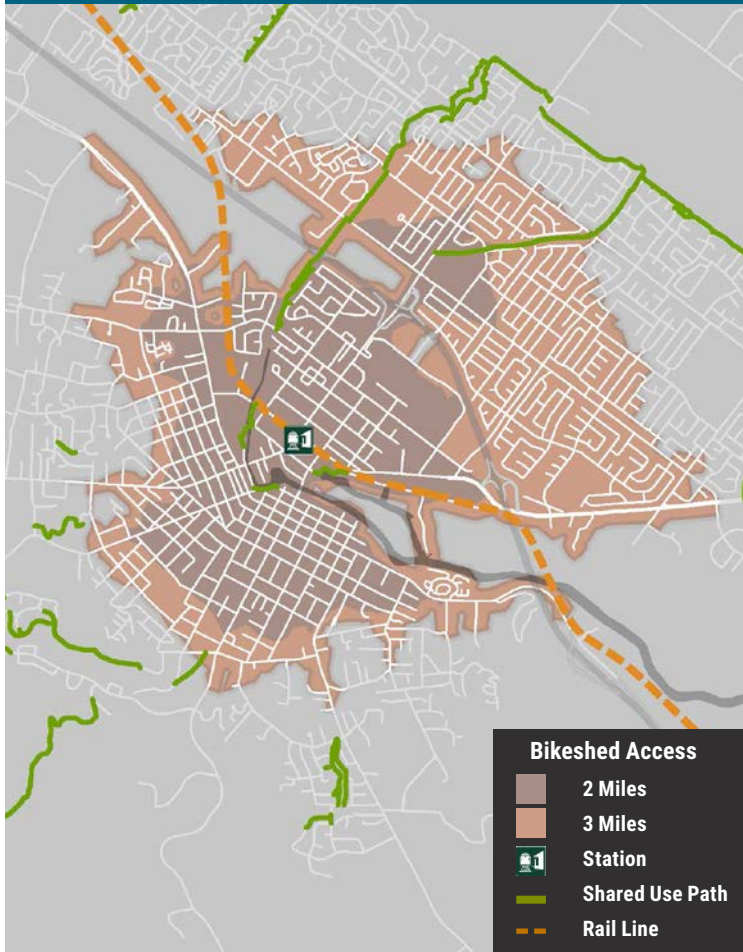 Bikeshed Access
2 Miles
3 Miles
Station
Shared Use Path
Rail Line